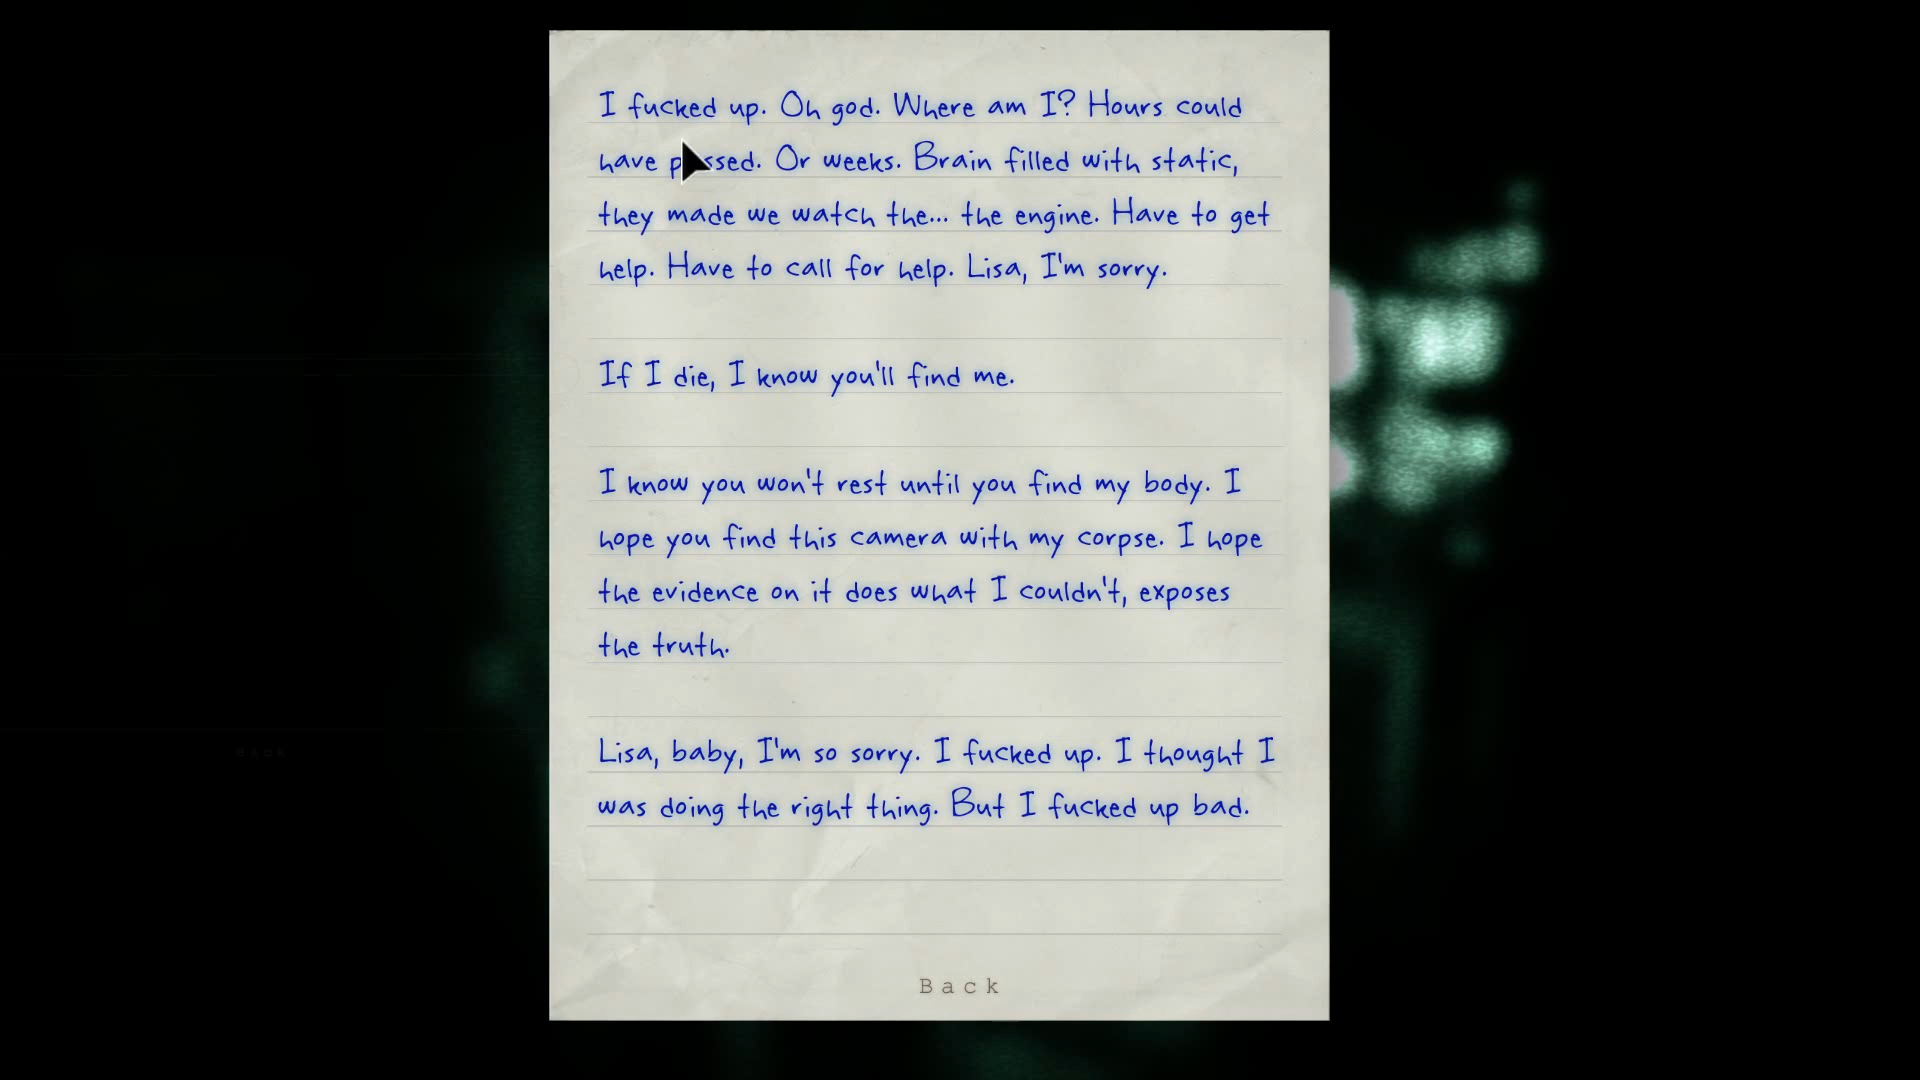 I fucked up. Oh god. Where am I? Hours could
have passed. Or weeks. Brain filled with static,
they made we watch the... the engine. Have to get
help. Have to call for help. Lisa, I'm sorry.
If I die, I know you'll find me.
I know you won't rest until you find my body. I
hope you find this camera with my corpse. I hope
the evidence on it does what I couldn't, exposes
the truth.
Lisa, baby, I'm so sorry. I fucked up. I thought I
was doing the right thing. But I fucked up bad.
Back
Back